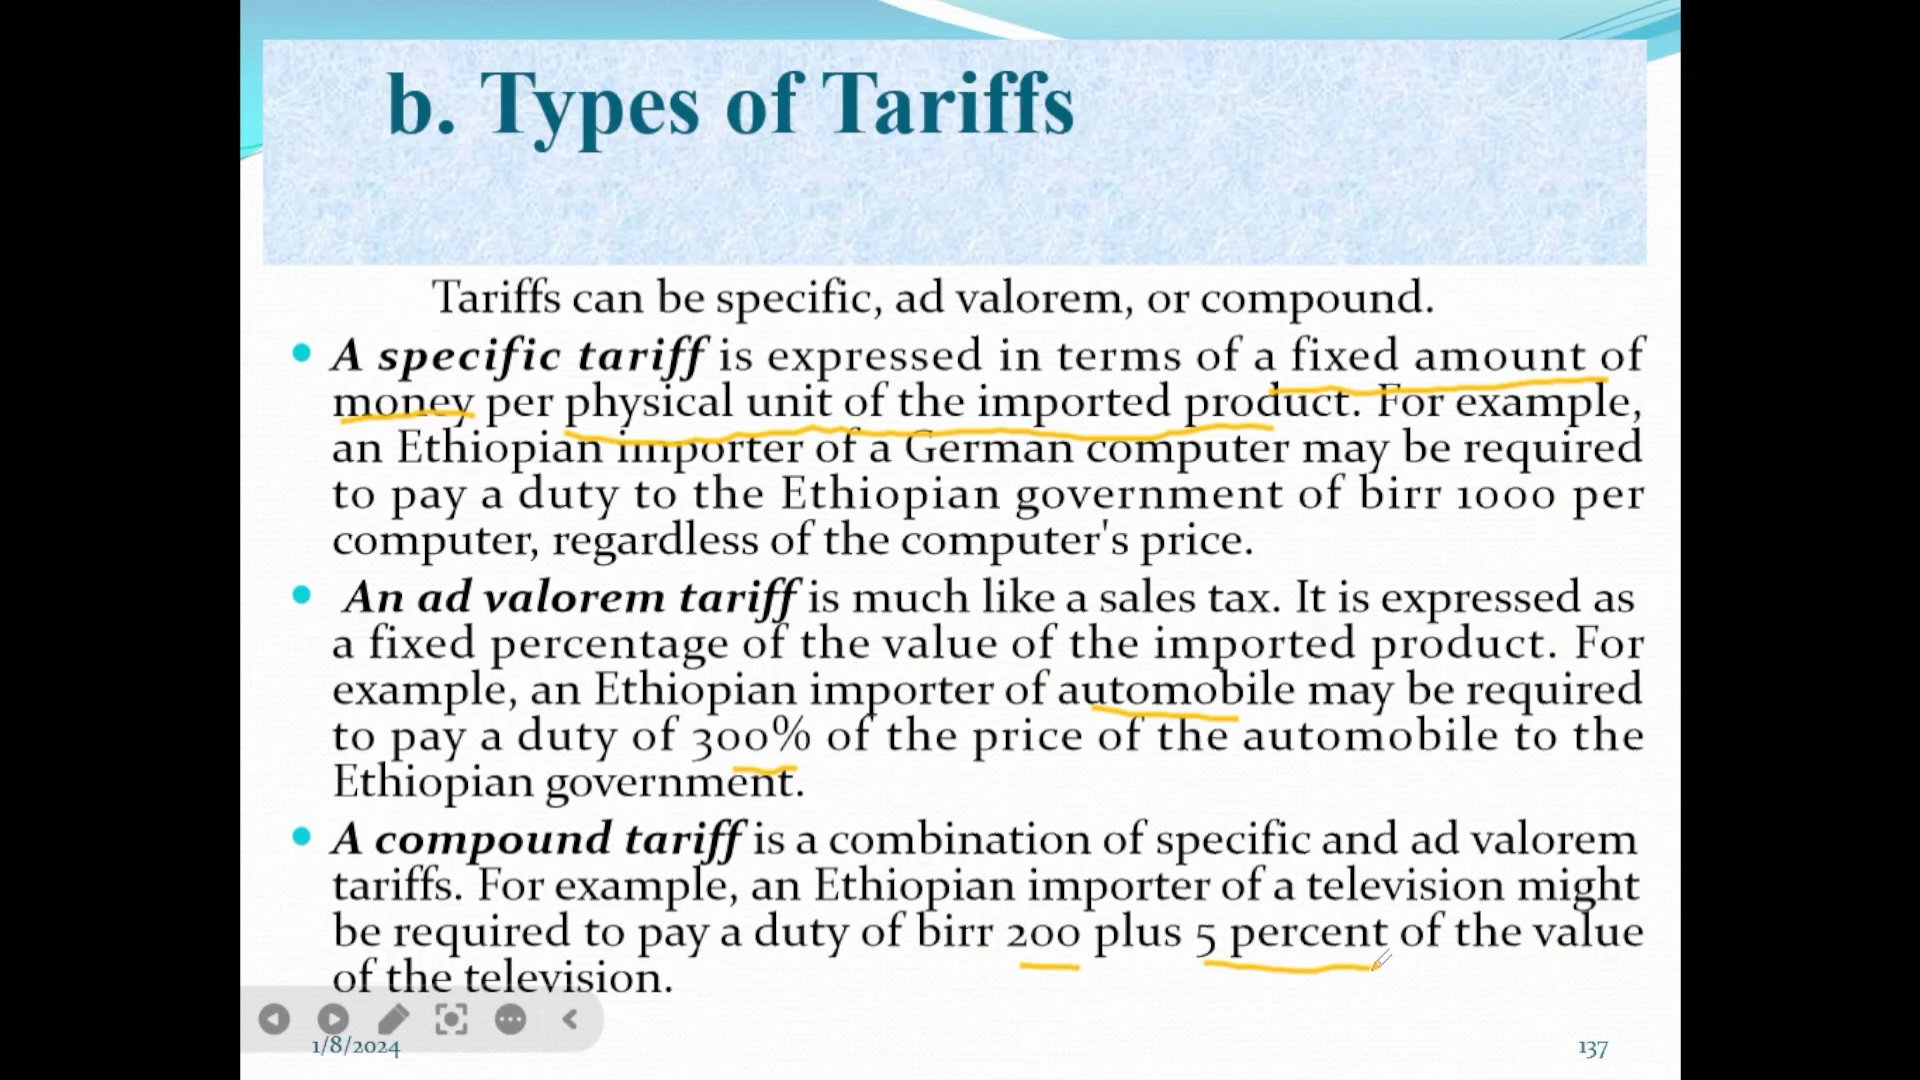 b. Types of Tariffs
Tariffs can be specific, ad valorem, or compound.
• A specific tariff is expressed in terms of a fixed amount of
money per physical unit of the imported product. For example,
an Ethiopian importer of a German computer may be required
to pay a duty to the Ethiopian government of birr 1000 per
computer, regardless of the computer's price.
• An ad valorem tariff is much like a sales tax. It is expressed as
a fixed percentage of the value of the imported product. For
example, an Ethiopian importer of automobile may be required
to pay a duty of 300% of the price of the automobile to the
Ethiopian government.
• A compound tariff is a combination of specific and ad valorem
tariffs. For example, an Ethiopian importer of a television might
be required to pay a duty of birr 200 plus 5 percent of the value
of the television.
1/8/2024
137